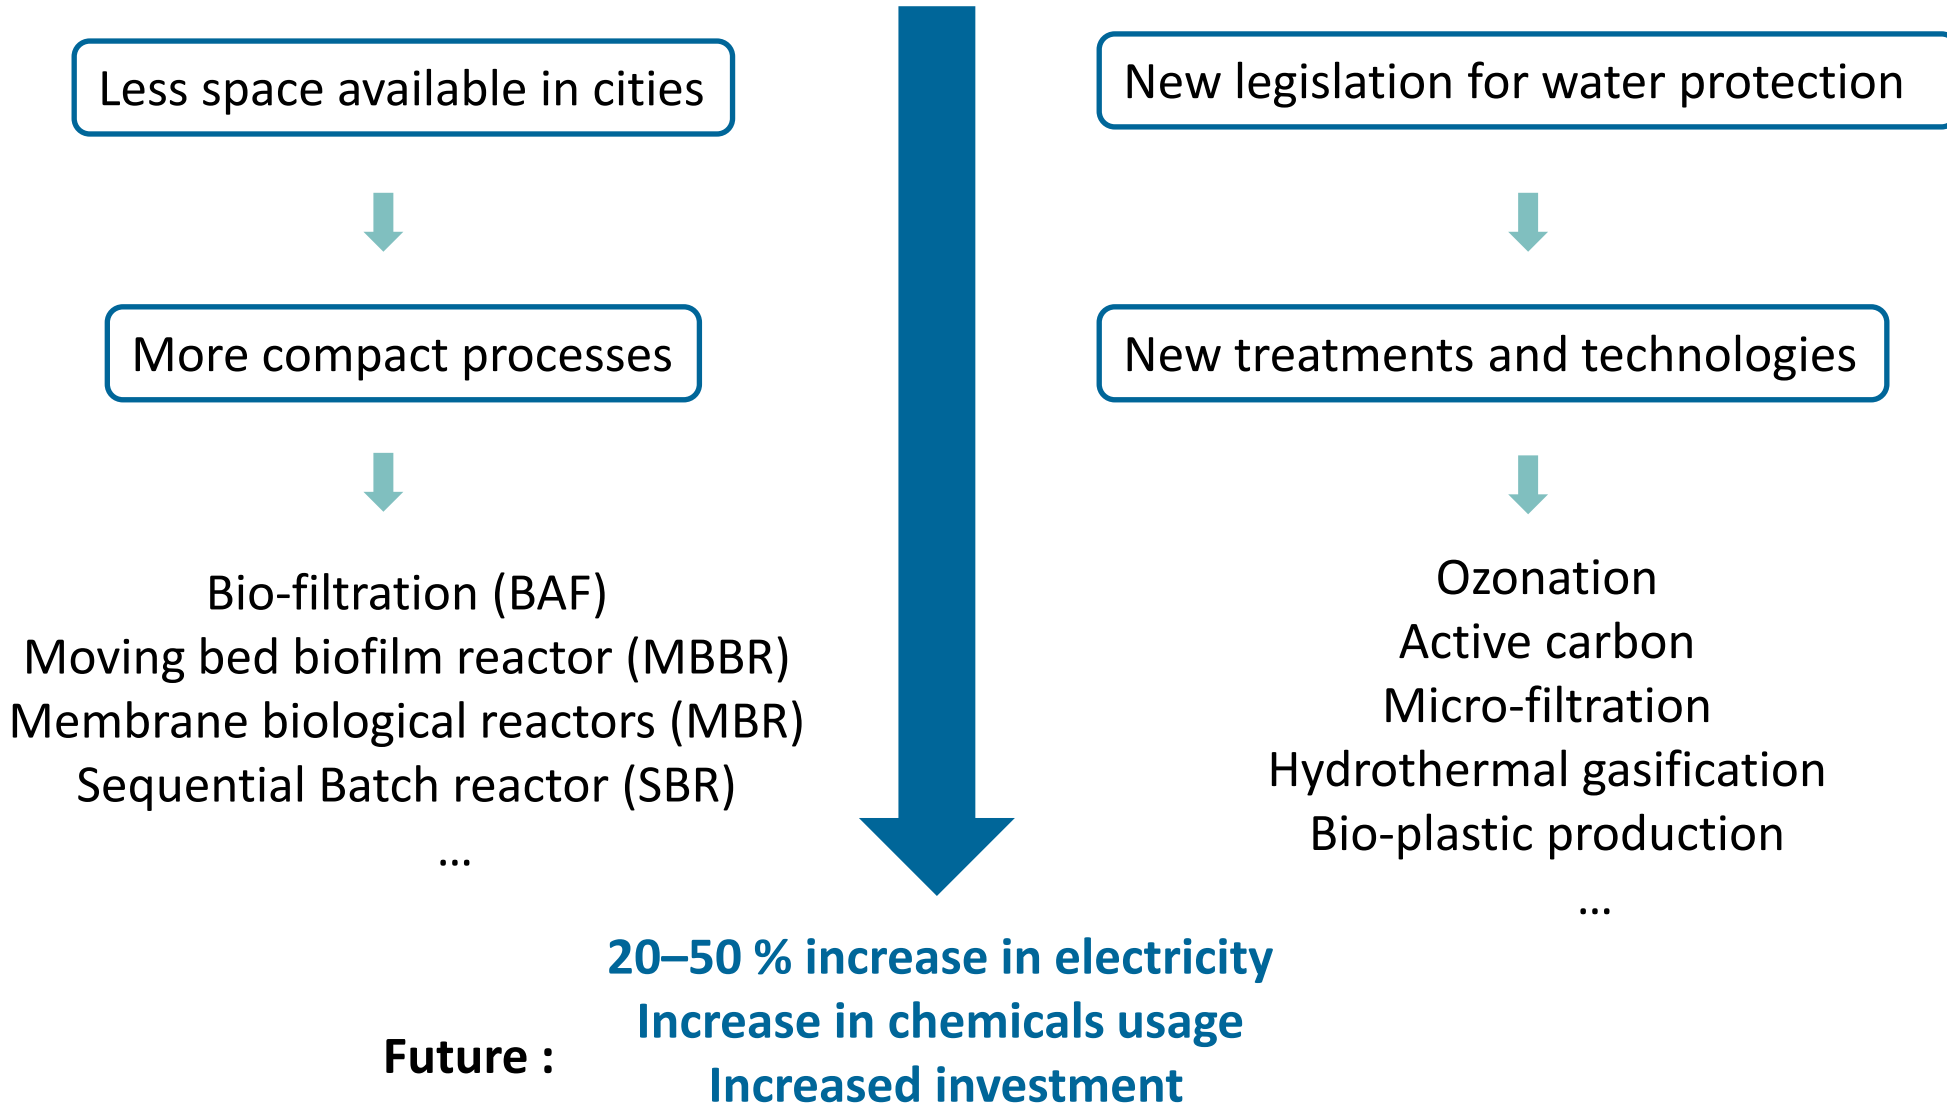 Less space available in cities
More compact processes
Bio-filtration (BAF)
Moving bed biofilm reactor (MBBR)
Membrane biological reactors (MBR)
Sequential Batch reactor (SBR)
...
New legislation for water protection
New treatments and technologies
Ozonation
Active carbon
Micro-filtration
Hydrothermal gasification
Bio-plastic production
...
Future :
20–50 % increase in electricity
Increase in chemicals usage
Increased investment